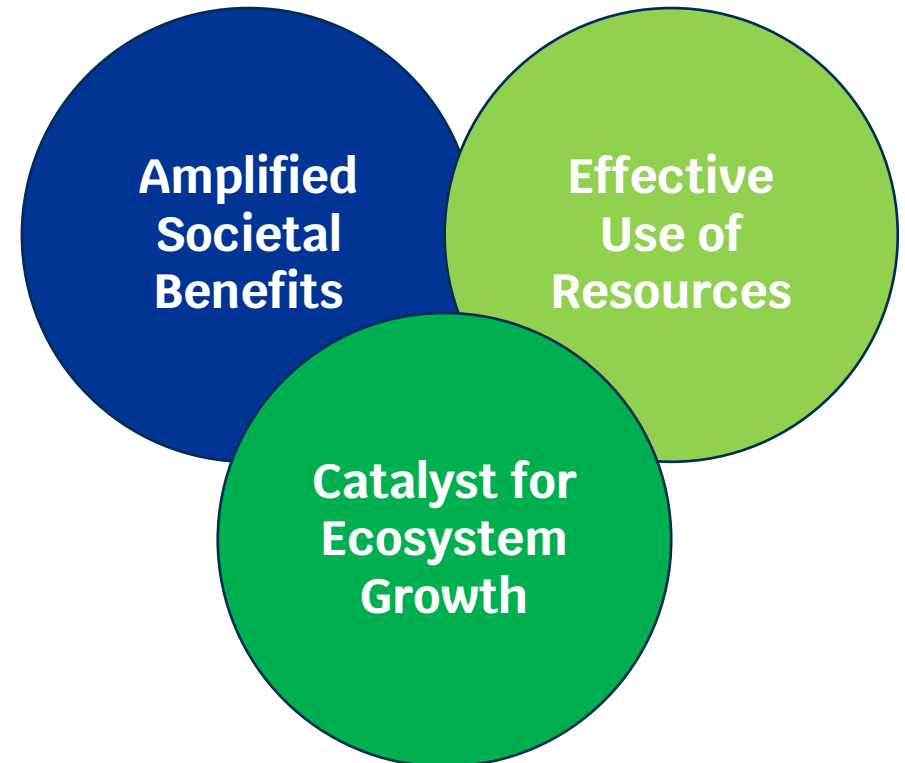 Amplified
Societal
Benefits
Effective
Use of
Resources
Catalyst for
Ecosystem
Growth